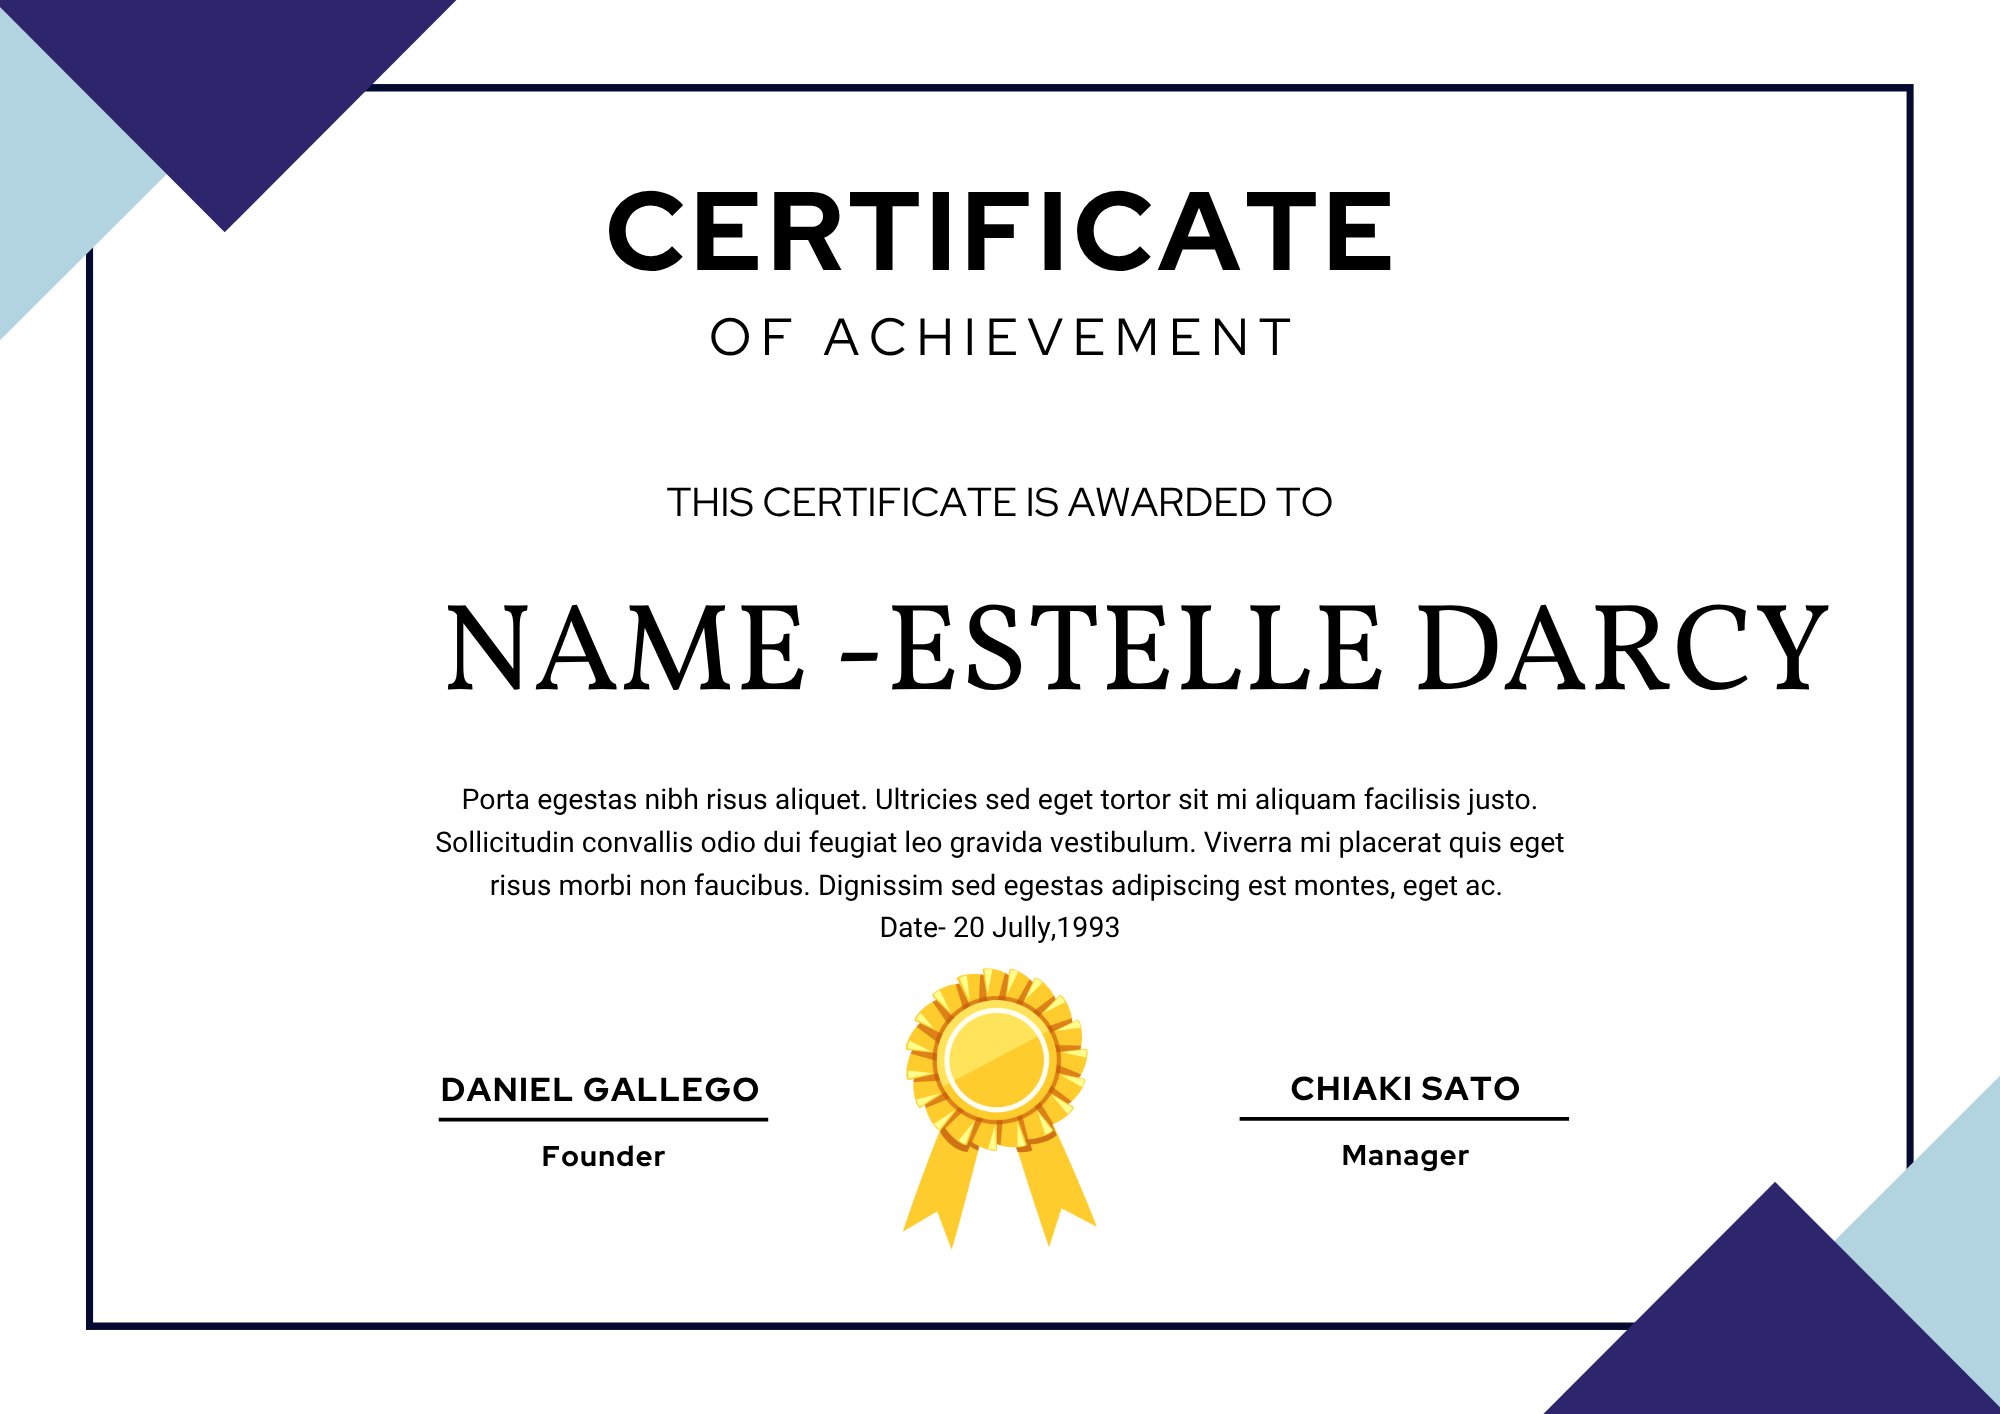 CERTIFICATE
OF ACHIEVEMENT
THIS CERTIFICATE IS AWARDED TO
NAME -ESTELLE DARCY
Porta egestas nibh risus aliquet. Ultricies sed eget tortor sit mi aliquam facilisis justo.
Sollicitudin convallis odio dui feugiat leo gravida vestibulum. Viverra mi placerat quis eget
risus morbi non faucibus. Dignissim sed egestas adipiscing est montes, eget ac.
Date- 20 Jully,1993
DANIEL GALLEGO
Founder
CHIAKI SATO
Manager